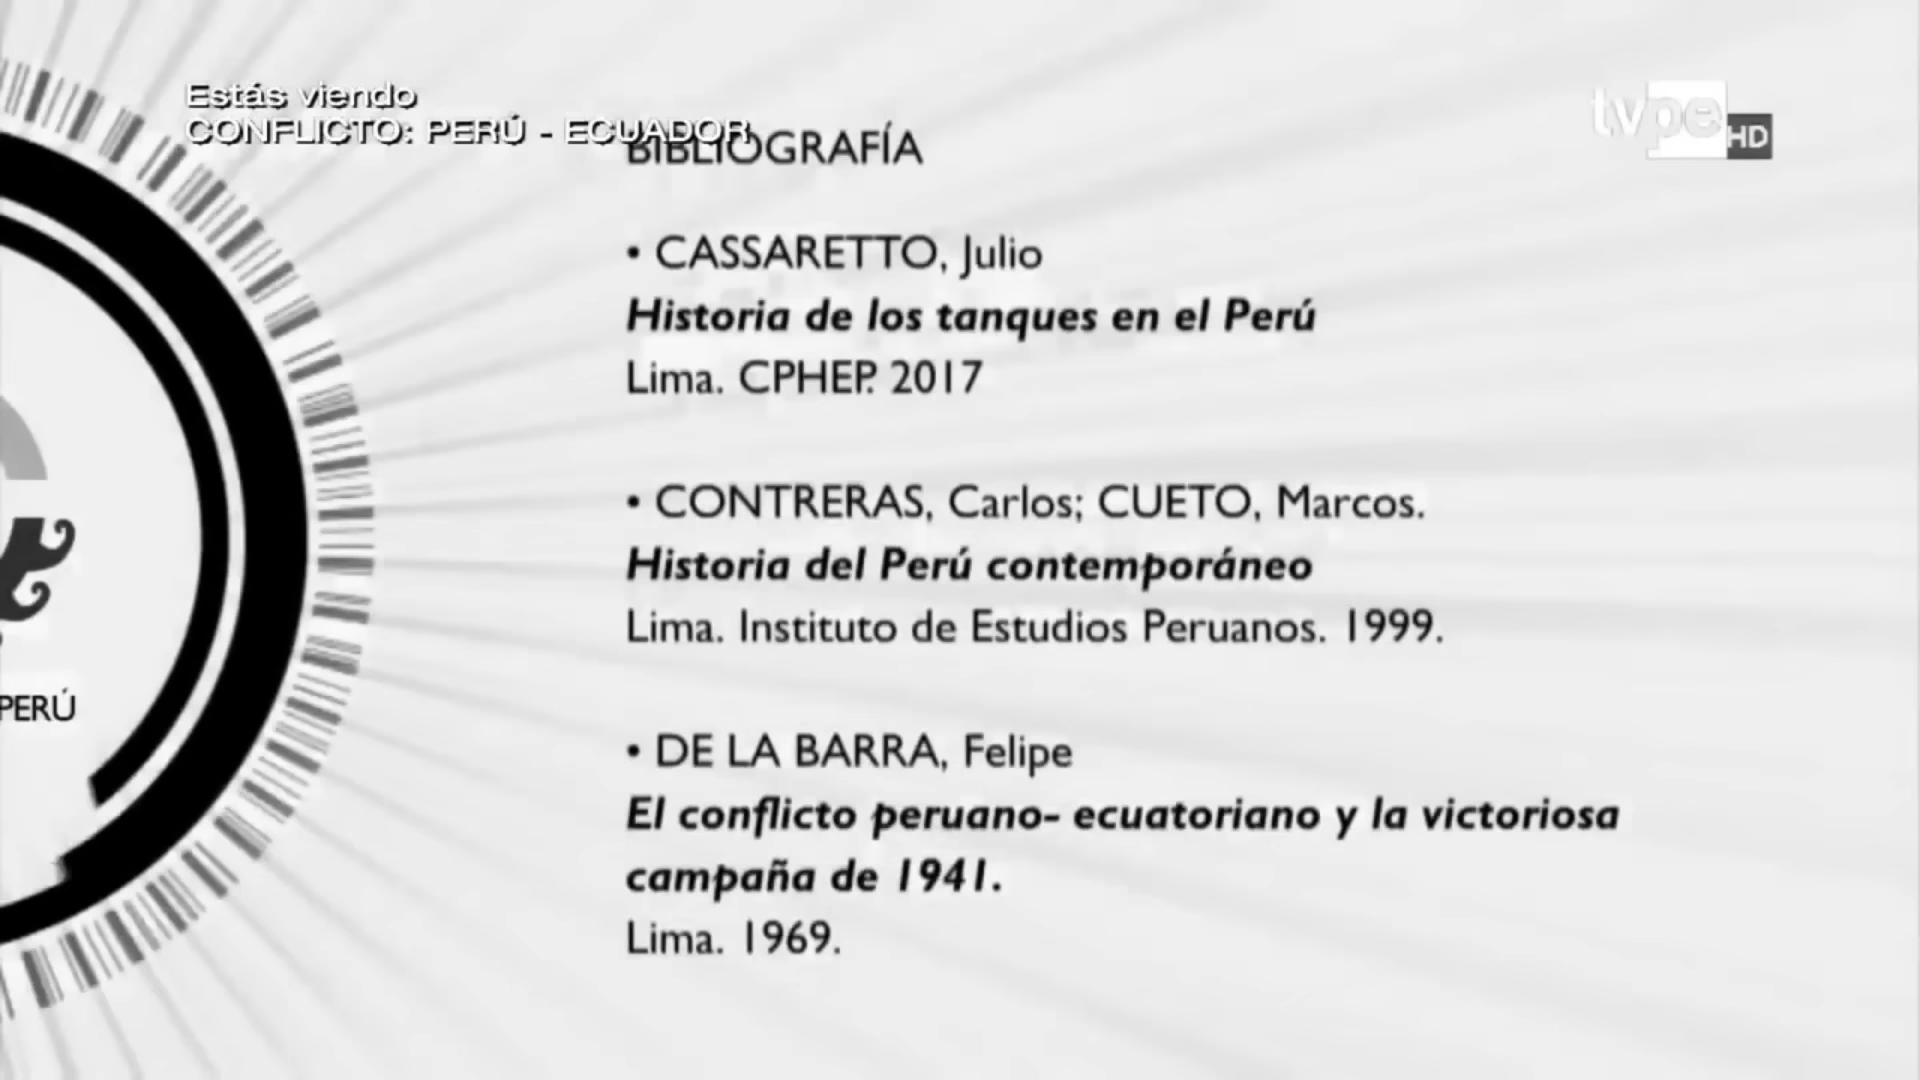 Estás viendo
CONFLICTO: PERÚ - ECUADOR
tvpe HD
BIBLIOGRAFÍA
• CASSARETTO, Julio
Historia de los tanques en el Perú
Lima. CPHEP. 2017
• CONTRERAS, Carlos; CUETO, Marcos.
Historia del Perú contemporáneo
Lima. Instituto de Estudios Peruanos. 1999.
PERÚ
• DE LA BARRA, Felipe
El conflicto peruano- ecuatoriano y la victoriosa
campaña de 1941.
Lima. 1969.